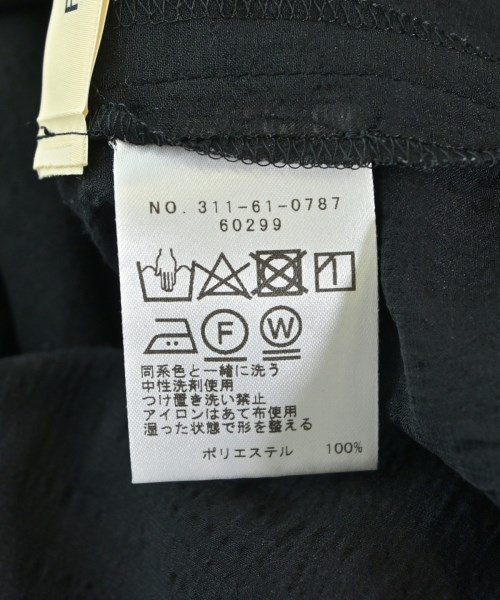 F
NO. 311-61-0787
60299
F W
同系色と一緒に洗う
中性洗剤使用
つけ置き洗い禁止
アイロンはあて布使用
湿った状態で形を整える
ポリエステル 100%